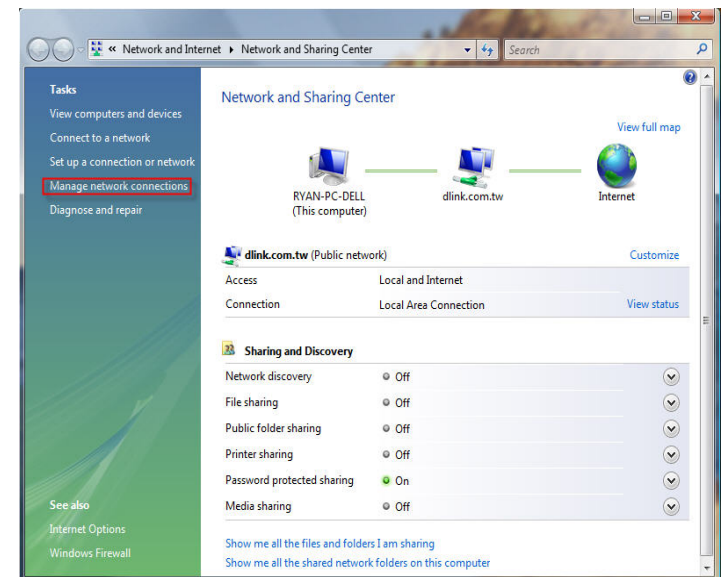 « Network and Internet ▸ Network and Sharing Center
Search
Tasks
View computers and devices
Connect to a network
Set up a connection or network
Manage network connections
Diagnose and repair
See also
Internet Options
Windows Firewall
Network and Sharing Center
View full map
RYAN-PC-DELL
(This computer)
dlink.com.tw
Internet
dlink.com.tw (Public network)
Customize
Access
Local and Internet
Connection
Local Area Connection
View status
Sharing and Discovery
Network discovery
Off
File sharing
Off
Public folder sharing
Off
Printer sharing
Off
Password protected sharing
On
Media sharing
Off
Show me all the files and folders I am sharing
Show me all the shared network folders on this computer